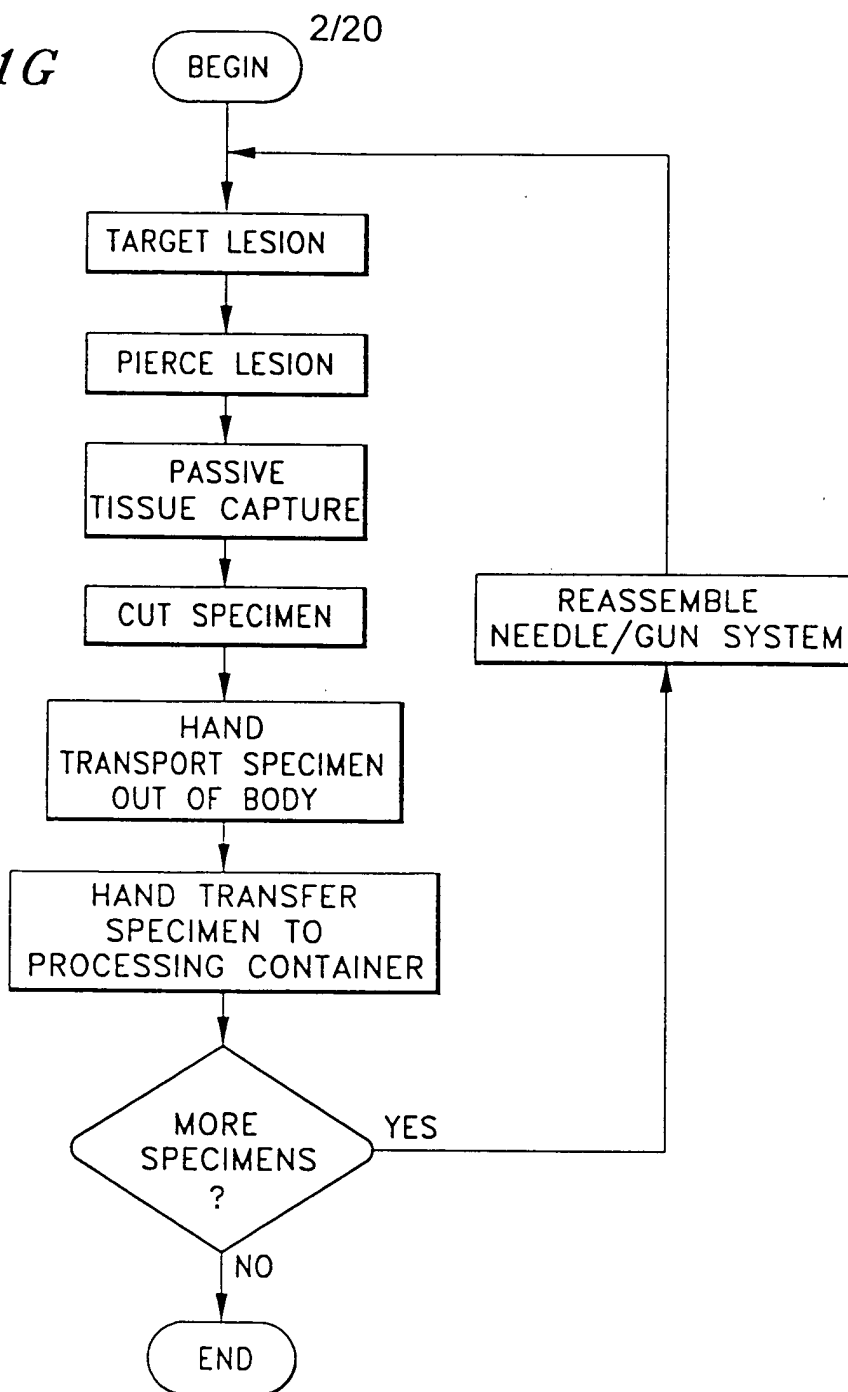 1G
2/20
BEGIN
TARGET LESION
PIERCE LESION
PASSIVE
TISSUE CAPTURE
CUT SPECIMEN
HAND
TRANSPORT SPECIMEN
OUT OF BODY
HAND TRANSFER
SPECIMEN TO
PROCESSING CONTAINER
MORE
SPECIMENS
?
YES
NO
END
REASSEMBLE
NEEDLE/GUN SYSTEM